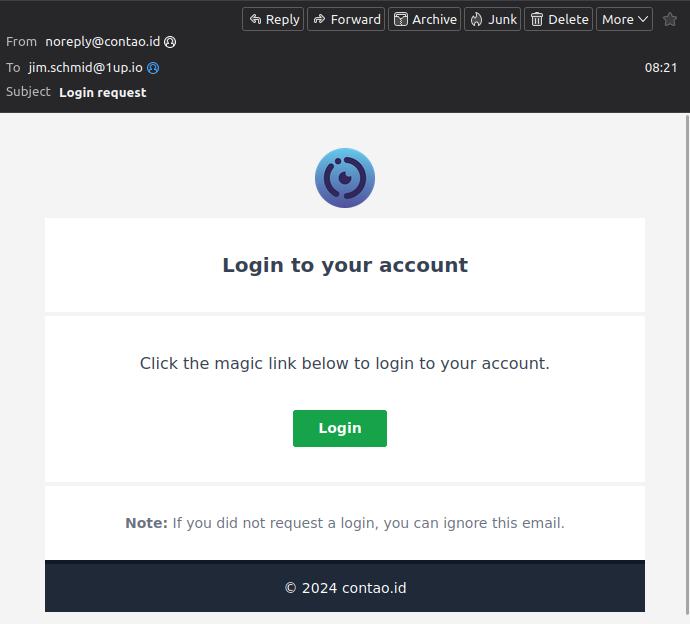 Reply Forward Archive Junk Delete More
From noreply@contao.id
To jim.schmid@1up.io 08:21
Subject Login request
Login to your account
Click the magic link below to login to your account.
Login
Note: If you did not request a login, you can ignore this email.
© 2024 contao.id